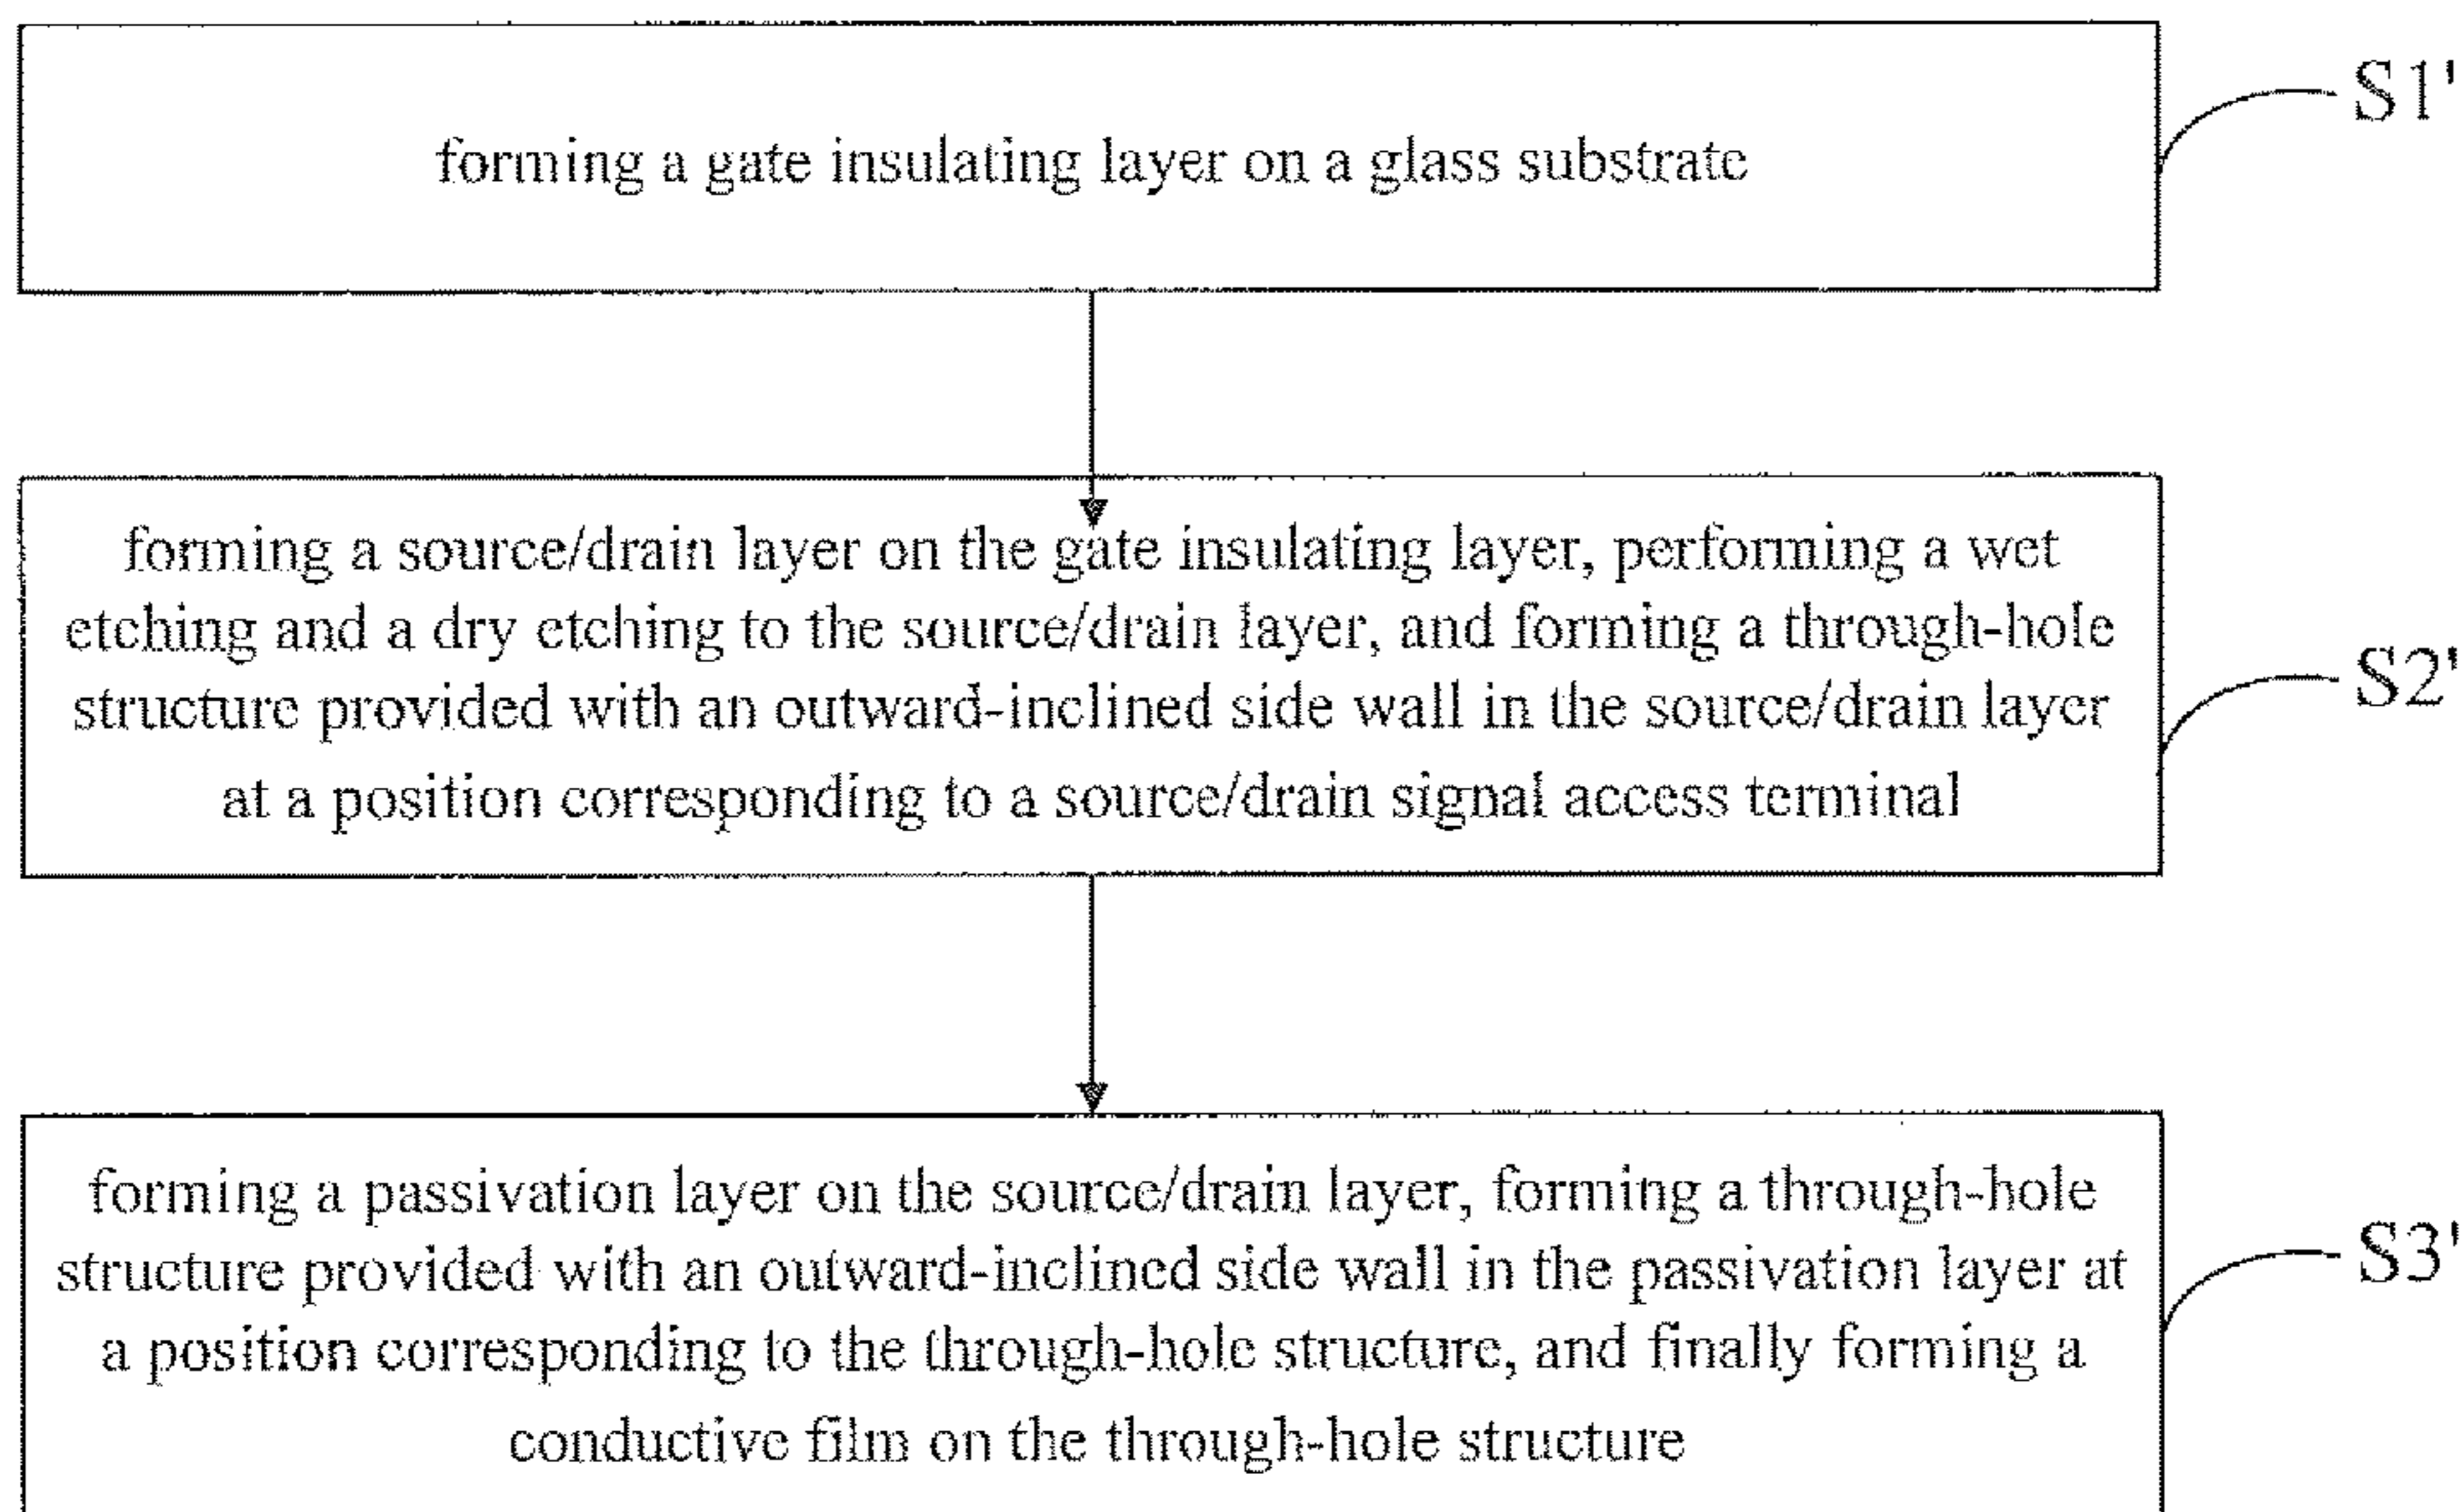 forming a gate insulating layer on a glass substrate
S1'
forming a source/drain layer on the gate insulating layer, performing a wet
etching and a dry etching to the source/drain layer, and forming a through-hole
structure provided with an outward-inclined side wall in the source/drain layer
at a position corresponding to a source/drain signal access terminal
S2'
forming a passivation layer on the source/drain layer, forming a through-hole
structure provided with an outward-inclined side wall in the passivation layer at
a position corresponding to the through-hole structure, and finally forming a
conductive film on the through-hole structure
S3'